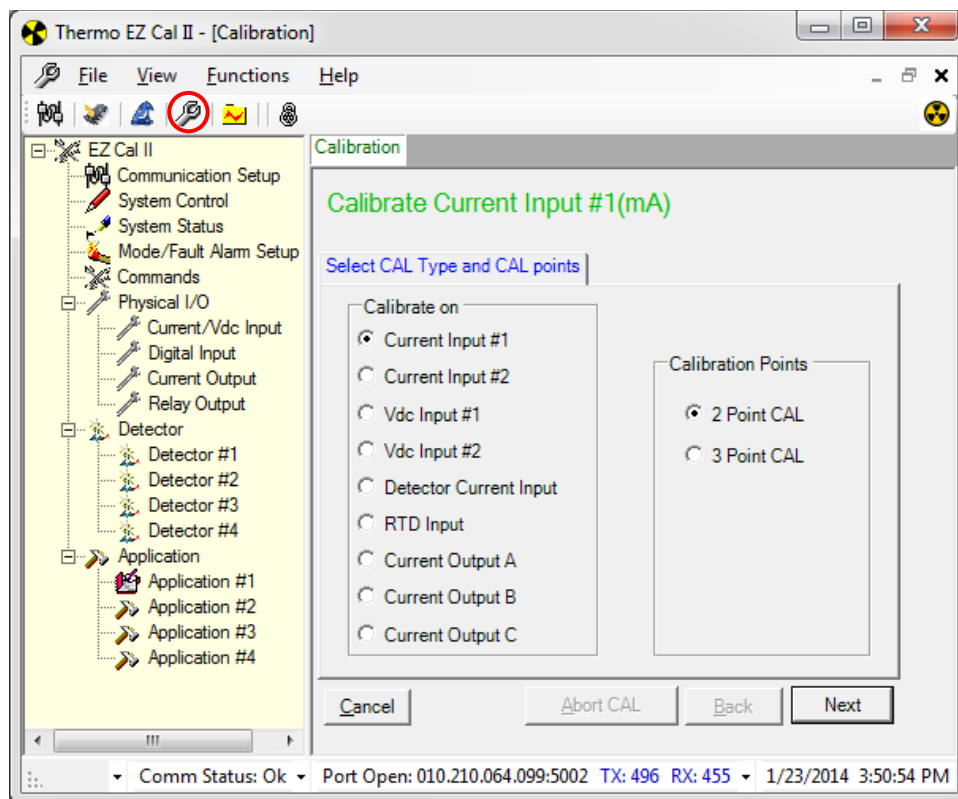 Thermo EZ Cal II - [Calibration]
File View Functions Help
EZ Cal II
Communication Setup
System Control
System Status
Mode/Fault Alarm Setup
Commands
Physical I/O
Current/Vdc Input
Digital Input
Current Output
Relay Output
Detector
Detector #1
Detector #2
Detector #3
Detector #4
Application
Application #1
Application #2
Application #3
Application #4
Calibration
Calibrate Current Input #1(mA)
Select CAL Type and CAL points
Calibrate on
Current Input #1
Current Input #2
Vdc Input #1
Vdc Input #2
Detector Current Input
RTD Input
Current Output A
Current Output B
Current Output C
Calibration Points
2 Point CAL
3 Point CAL
Cancel Abort CAL Back Next
Comm Status: Ok Port Open: 010.210.064.099:5002 TX: 496 RX: 455 1/23/2014 3:50:54 PM